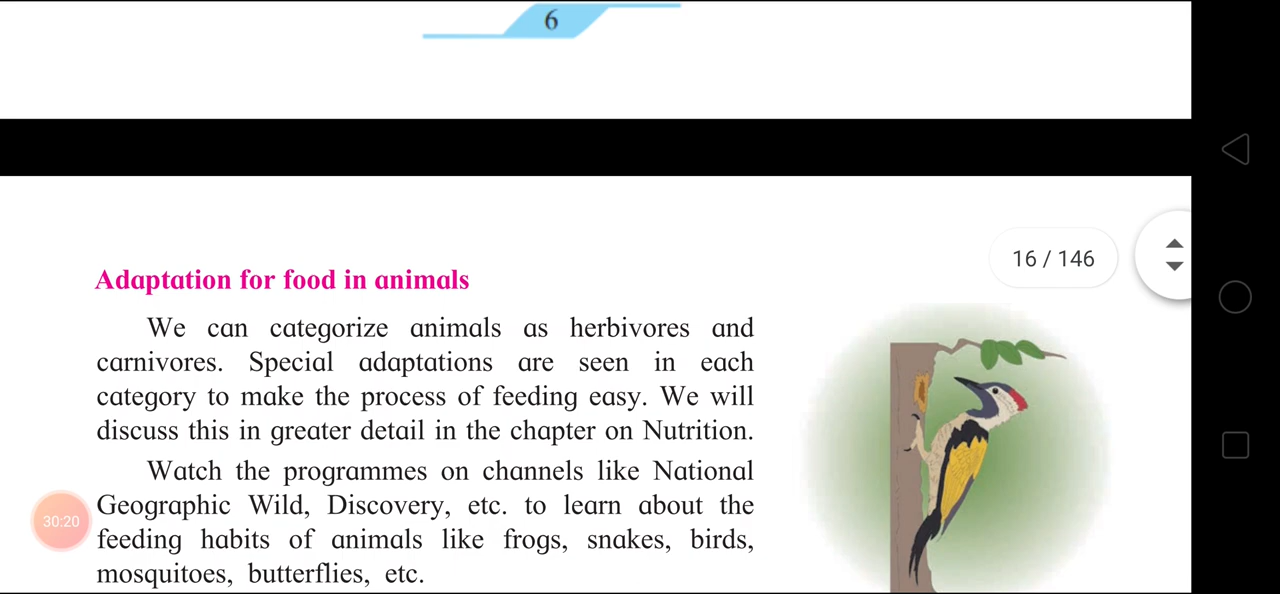 6
16 / 146
Adaptation for food in animals
We can categorize animals as herbivores and
carnivores. Special adaptations are seen in each
category to make the process of feeding easy. We will
discuss this in greater detail in the chapter on Nutrition.
Watch the programmes on channels like National
Geographic Wild, Discovery, etc. to learn about the
30:20
feeding habits of animals like frogs, snakes, birds,
mosquitoes, butterflies, etc.